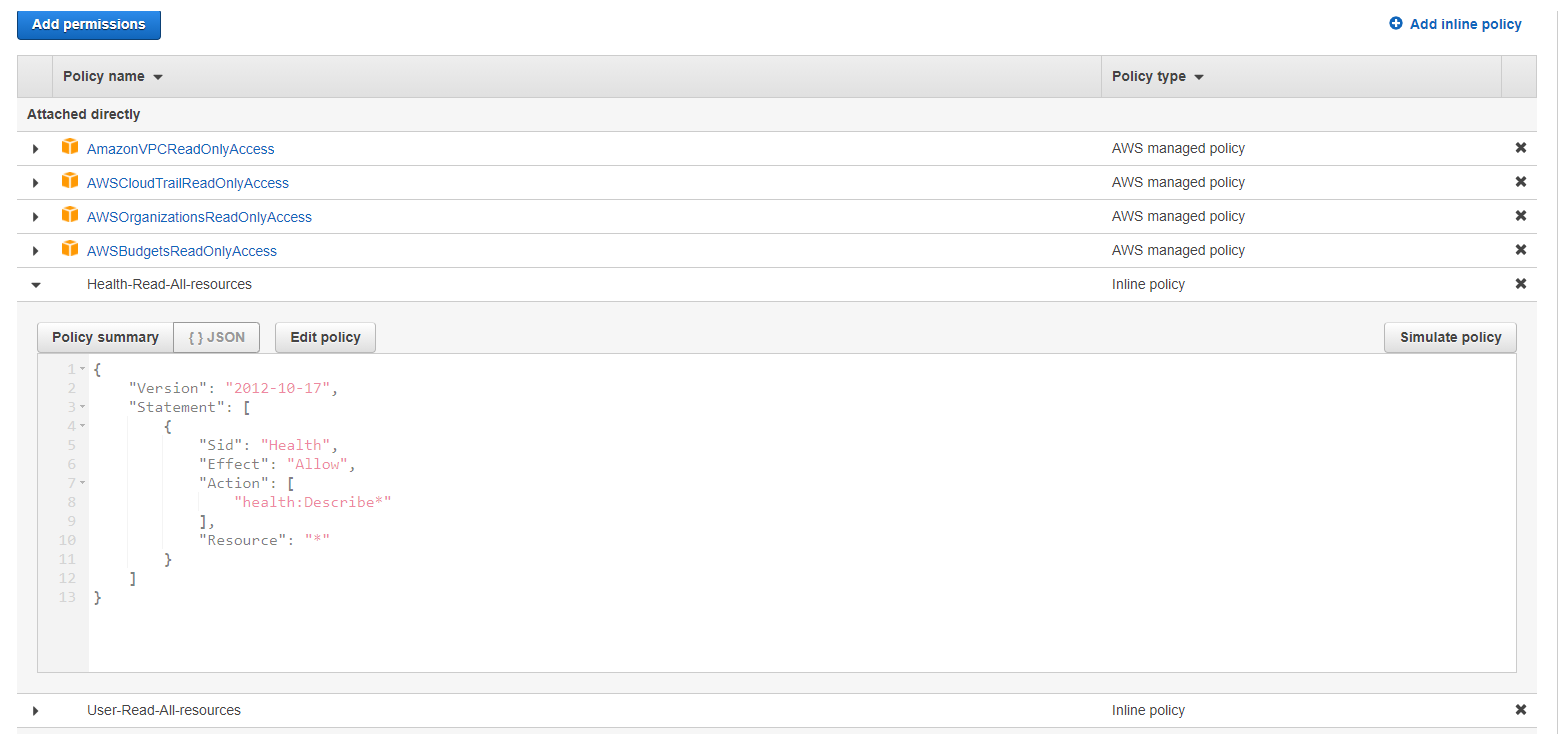 Add permissions
Add inline policy
Policy name
Policy type
Attached directly
AmazonVPCReadOnlyAccess AWS managed policy
AWSCloudTrailReadOnlyAccess AWS managed policy
AWSOrganizationsReadOnlyAccess AWS managed policy
AWSBudgetsReadOnlyAccess AWS managed policy
Health-Read-All-resources Inline policy
Policy summary { } JSON Edit policy Simulate policy
1 {
2 "Version": "2012-10-17",
3 "Statement": [
4 {
5 "Sid": "Health",
6 "Effect": "Allow",
7 "Action": [
8 "health:Describe*"
9 ],
10 "Resource": "*"
11 }
12 ]
13 }
User-Read-All-resources Inline policy